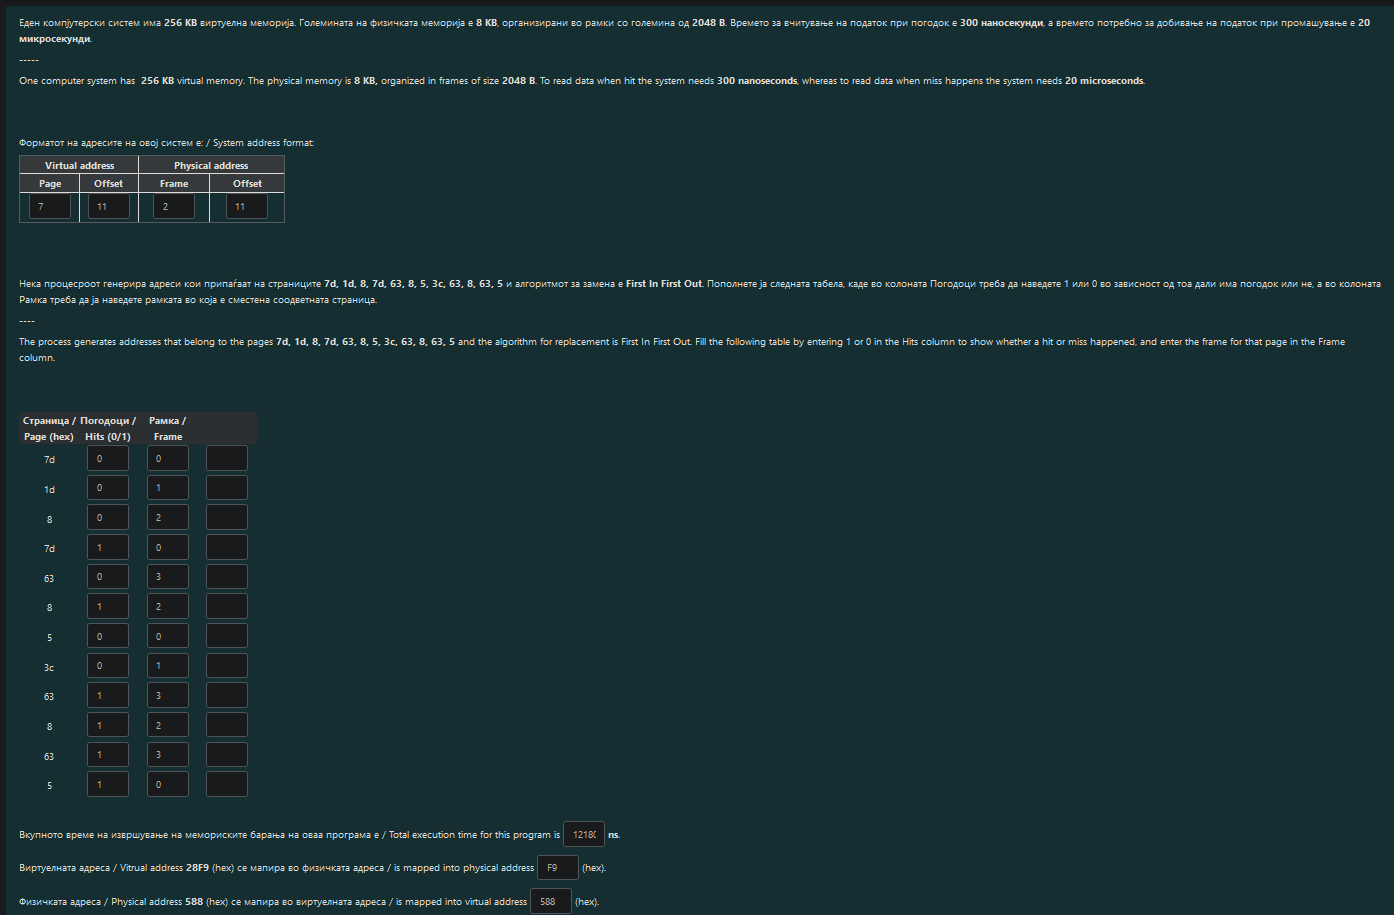 Еден компјутерски систем има 256 KB виртуелна меморија. Големината на физичката меморија е 8 KB, организирани во рамки со големина од 2048 B. Времето за вчитување на податок при погодок е 300 наносекунди, а времето потребно за добивање на податок при промашување е 20
микросекунди.
-----
One computer system has 256 KB virtual memory. The physical memory is 8 KB, organized in frames of size 2048 B. To read data when hit the system needs 300 nanoseconds, whereas to read data when miss happens the system needs 20 microseconds.
Форматот на адресите на овој систем е: / System address format:
Virtual address Physical address
Page Offset Frame Offset
7 11 2 11
Нека процесроот генерира адреси кои припаѓаат на страниците 7d, 1d, 8, 7d, 63, 8, 5, 3c, 63, 8, 63, 5 и алгоритмот за замена е First In First Out. Пополнете ја следната табела, каде во колоната Погодоци треба да наведете 1 или 0 во зависност од тоа дали има погодок или не, а во колоната
Рамка треба да ја наведете рамката во која е сместена соодветната страница.
----
The process generates addresses that belong to the pages 7d, 1d, 8, 7d, 63, 8, 5, 3c, 63, 8, 63, 5 and the algorithm for replacement is First In First Out. Fill the following table by entering 1 or 0 in the Hits column to show whether a hit or miss happened, and enter the frame for that page in the Frame
column.
Страница / Погодоци / Рамка /
Page (hex) Hits (0/1) Frame
7d 0 0
1d 0 1
8 0 2
7d 1 0
63 0 3
8 1 2
5 0 0
3c 0 1
63 1 3
8 1 2
63 1 3
5 1 0
Вкупното време на извршување на мемориските барања на оваа програма е / Total execution time for this program is ns.
Виртуелната адреса / Vitrual address 28F9 (hex) се мапира во физичката адреса / is mapped into physical address F9 (hex).
Физичката адреса / Physical address 588 (hex) се мапира во виртуелната адреса / is mapped into virtual address 588 (hex).